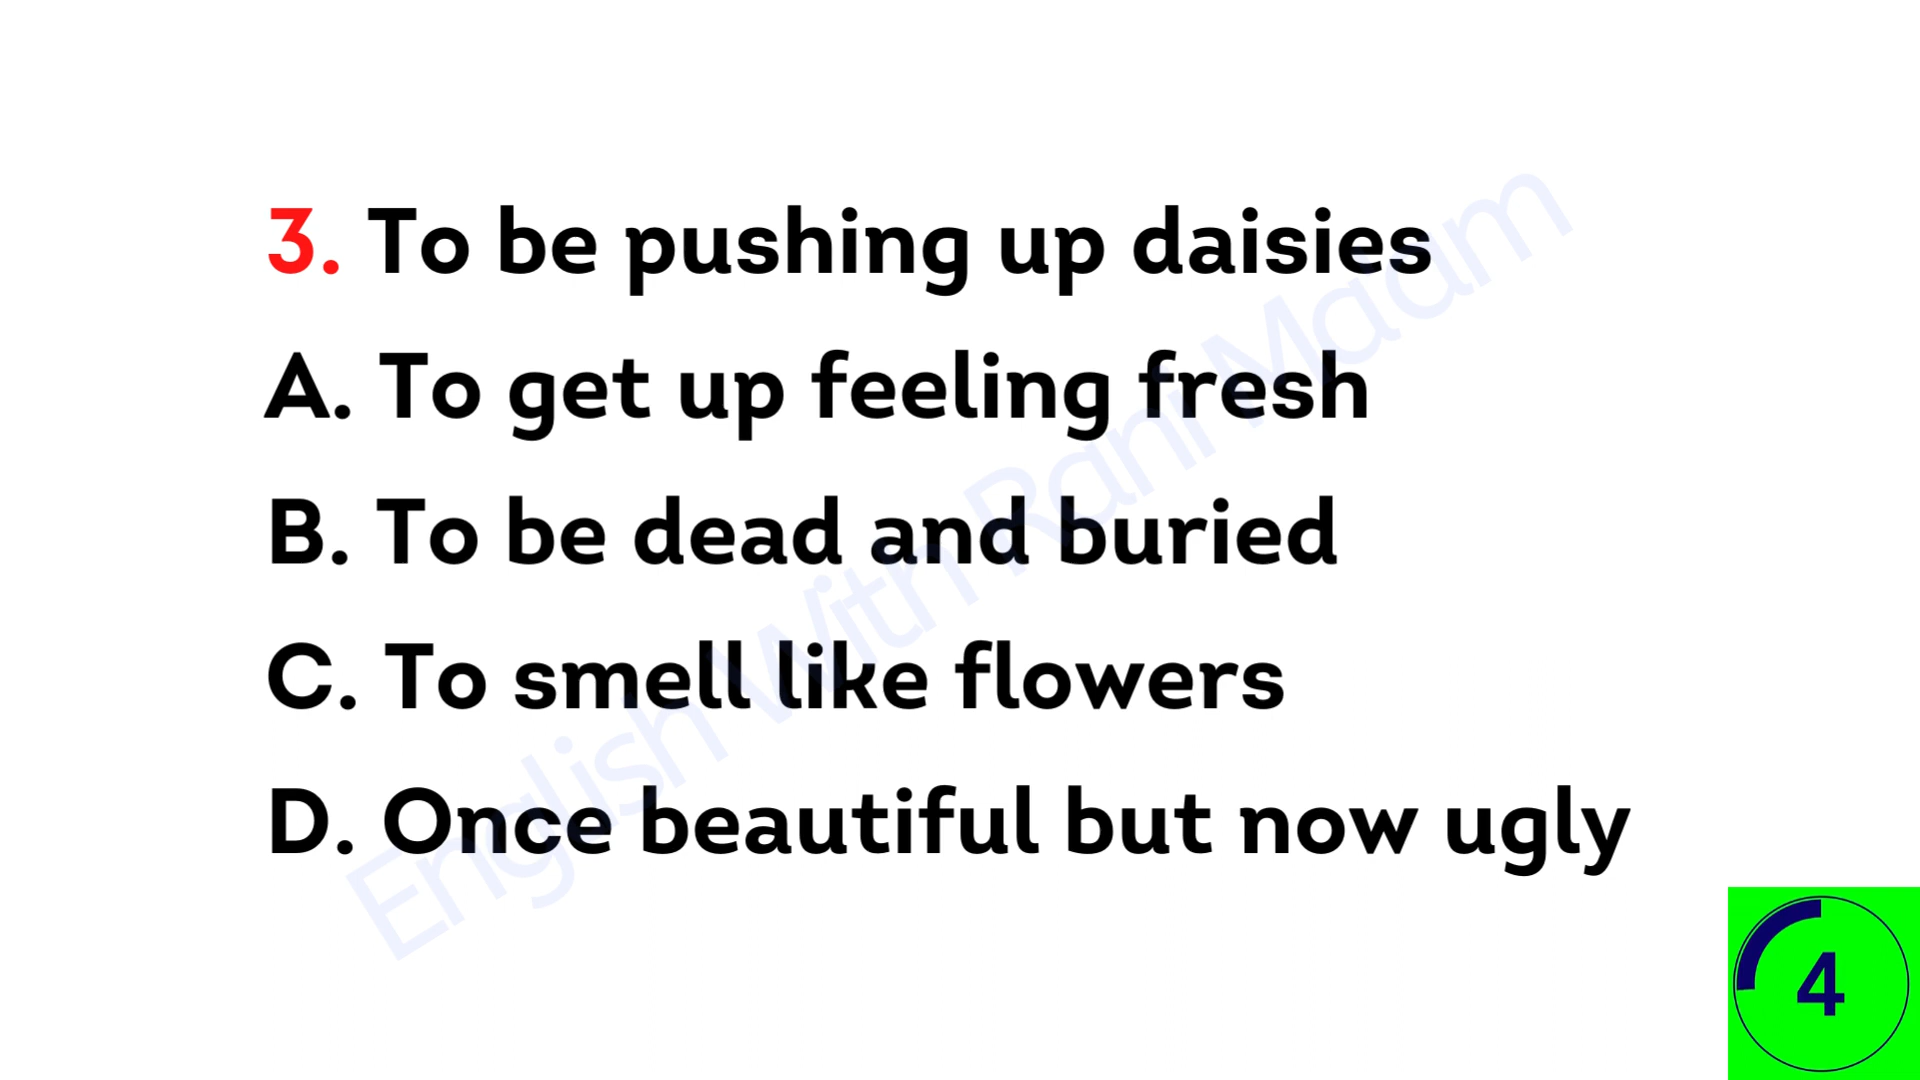 3. To be pushing up daisies
A. To get up feeling fresh
B. To be dead and buried
C. To smell like flowers
D. Once beautiful but now ugly
English With Rani Maam
4